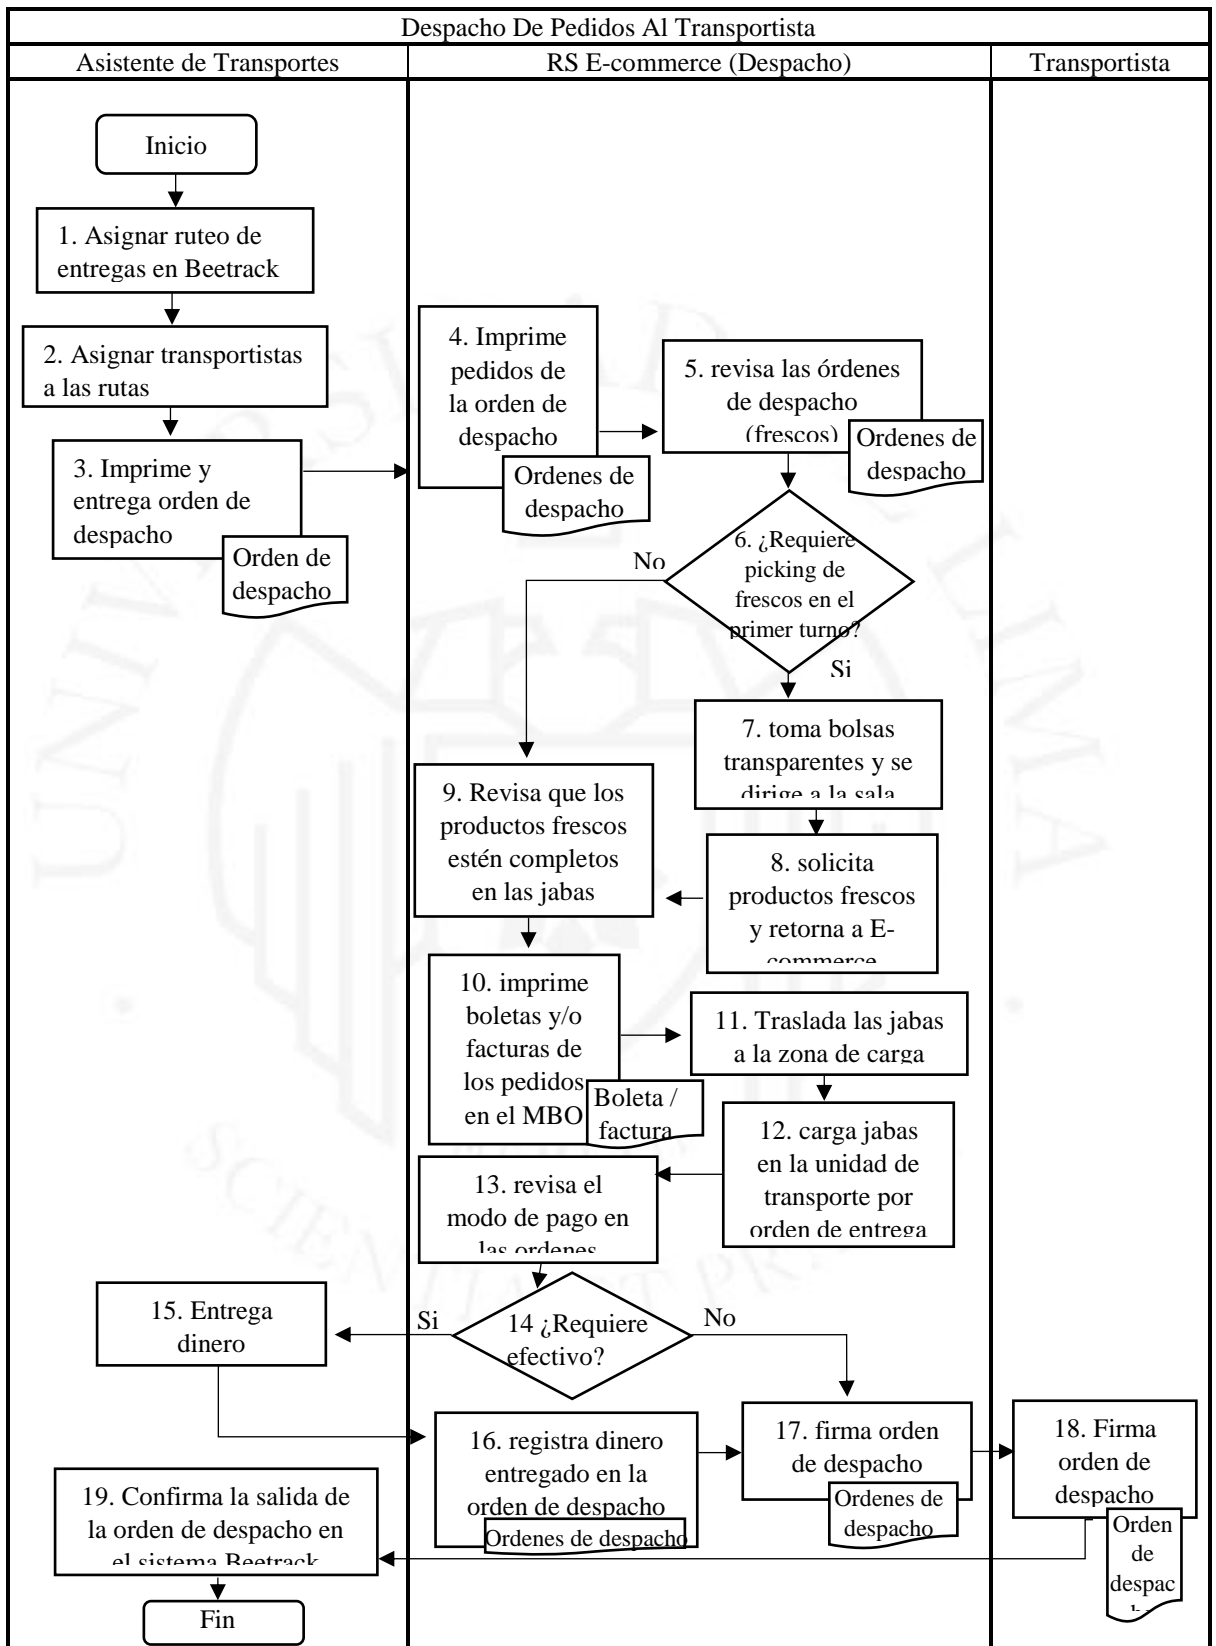 Despacho De Pedidos Al Transportista
Asistente de Transportes
RS E-commerce (Despacho)
Transportista
Inicio
1. Asignar ruteo de
entregas en Beetrack
2. Asignar transportistas
a las rutas
3. Imprime y
entrega orden de
despacho
Orden de
despacho
4. Imprime
pedidos de
la orden de
despacho
Ordenes de
despacho
5. revisa las órdenes
de despacho
(frescos)
Ordenes de
despacho
6. ¿Requiere
picking de
frescos en el
primer turno?
No
Si
7. toma bolsas
transparentes y se
dirige a la sala
8. solicita
productos frescos
y retorna a E-
commerce
9. Revisa que los
productos frescos
estén completos
en las jabas
10. imprime
boletas y/o
facturas de
los pedidos
en el MBO
Boleta /
factura
11. Traslada las jabas
a la zona de carga
12. carga jabas
en la unidad de
transporte por
orden de entrega
13. revisa el
modo de pago en
las ordenes
14 ¿Requiere
efectivo?
Si
No
15. Entrega
dinero
16. registra dinero
entregado en la
orden de despacho
Ordenes de despacho
17. firma orden
de despacho
Ordenes de
despacho
18. Firma
orden de
despacho
Orden
de
despac
ho
19. Confirma la salida de
la orden de despacho en
el sistema Beetrack
Fin
UNIVERSIDAD DE LIMA
SCIENTIA ET PRAXIS